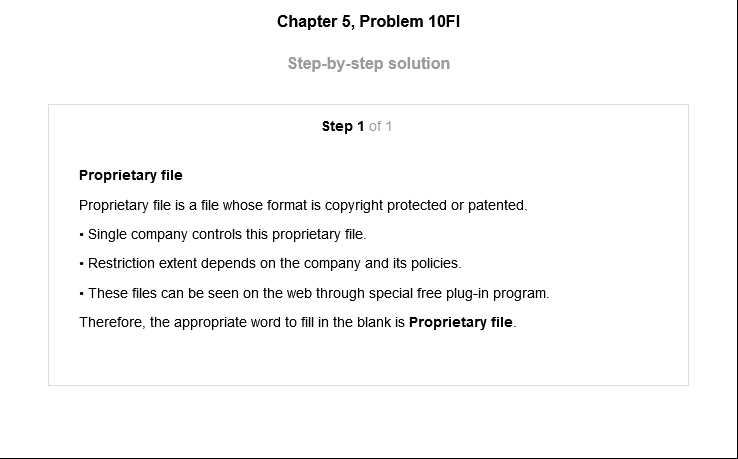 Chapter 5, Problem 10FI
Step-by-step solution
Step 1 of 1
Proprietary file
Proprietary file is a file whose format is copyright protected or patented.
• Single company controls this proprietary file.
• Restriction extent depends on the company and its policies.
• These files can be seen on the web through special free plug-in program.
Therefore, the appropriate word to fill in the blank is Proprietary file.